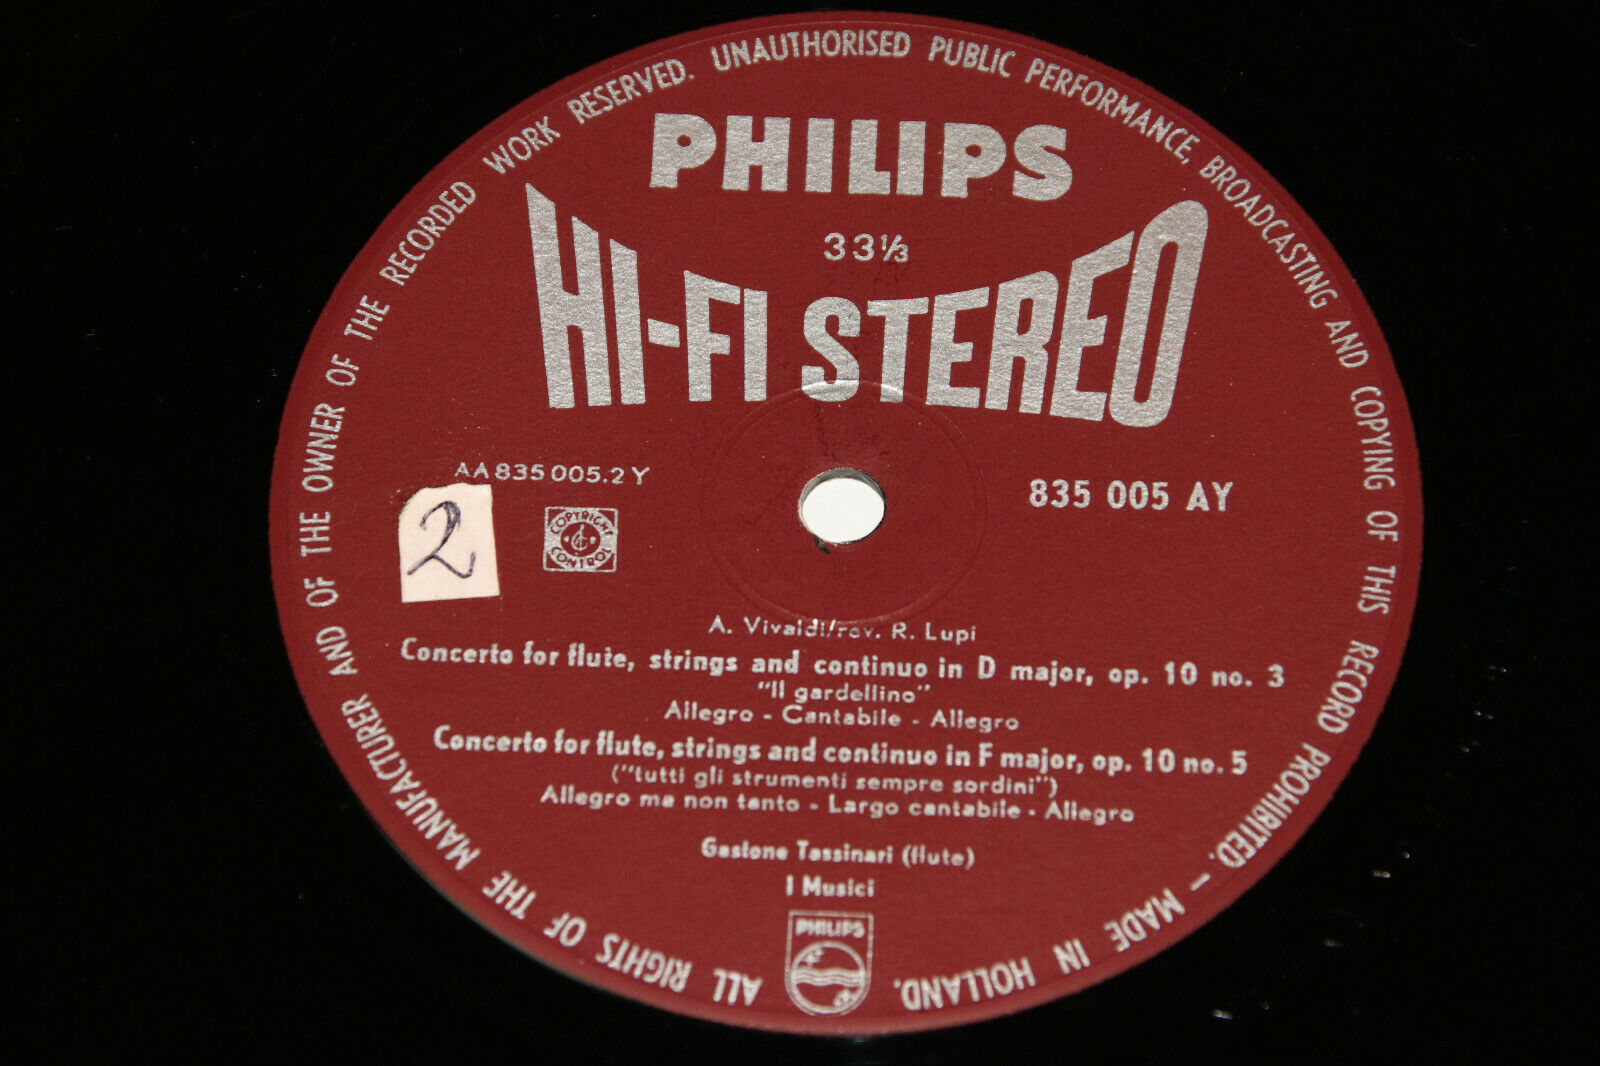 ALL RIGHTS OF THE MANUFACTURER AND OF THE OWNER OF THE RECORDED WORK RESERVED. UNAUTHORISED PUBLIC PERFORMANCE, BROADCASTING AND COPYING OF THIS RECORD PROHIBITED. – MADE IN HOLLAND.
PHILIPS
33⅓
HI-FI STEREO
AA 835 005.2 Y
835 005 AY
2
COPYRIGHT
CONTROL
A. Vivaldi/rev. R. Lupi
Concerto for flute, strings and continuo in D major, op. 10 no. 3
"Il gardellino"
Allegro - Cantabile - Allegro
Concerto for flute, strings and continuo in F major, op. 10 no. 5
("tutti gli strumenti sempre sordini")
Allegro ma non tanto - Largo cantabile - Allegro
Gastone Tassinari (flute)
I Musici
PHILIPS